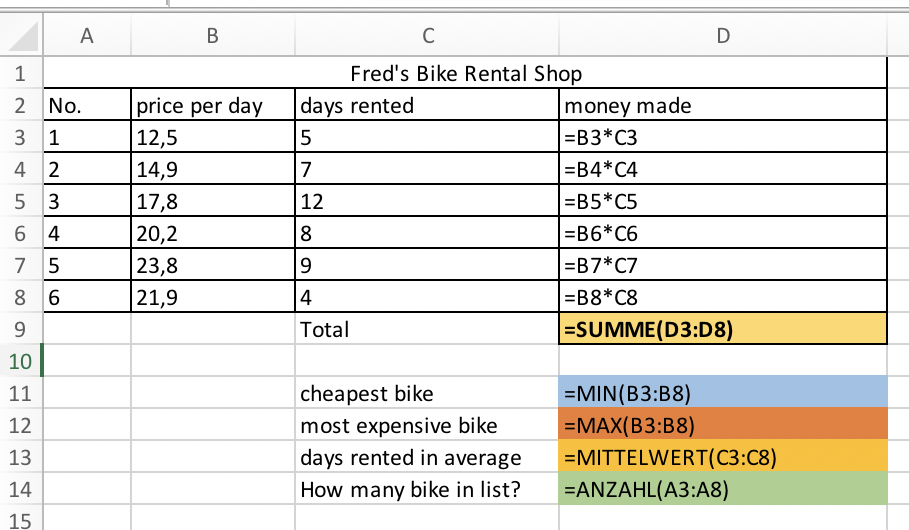 A B C D
1 Fred's Bike Rental Shop
2 No. price per day days rented money made
3 1 12,5 5 =B3*C3
4 2 14,9 7 =B4*C4
5 3 17,8 12 =B5*C5
6 4 20,2 8 =B6*C6
7 5 23,8 9 =B7*C7
8 6 21,9 4 =B8*C8
9 Total =SUMME(D3:D8)
10
11 cheapest bike =MIN(B3:B8)
12 most expensive bike =MAX(B3:B8)
13 days rented in average =MITTELWERT(C3:C8)
14 How many bike in list? =ANZAHL(A3:A8)
15